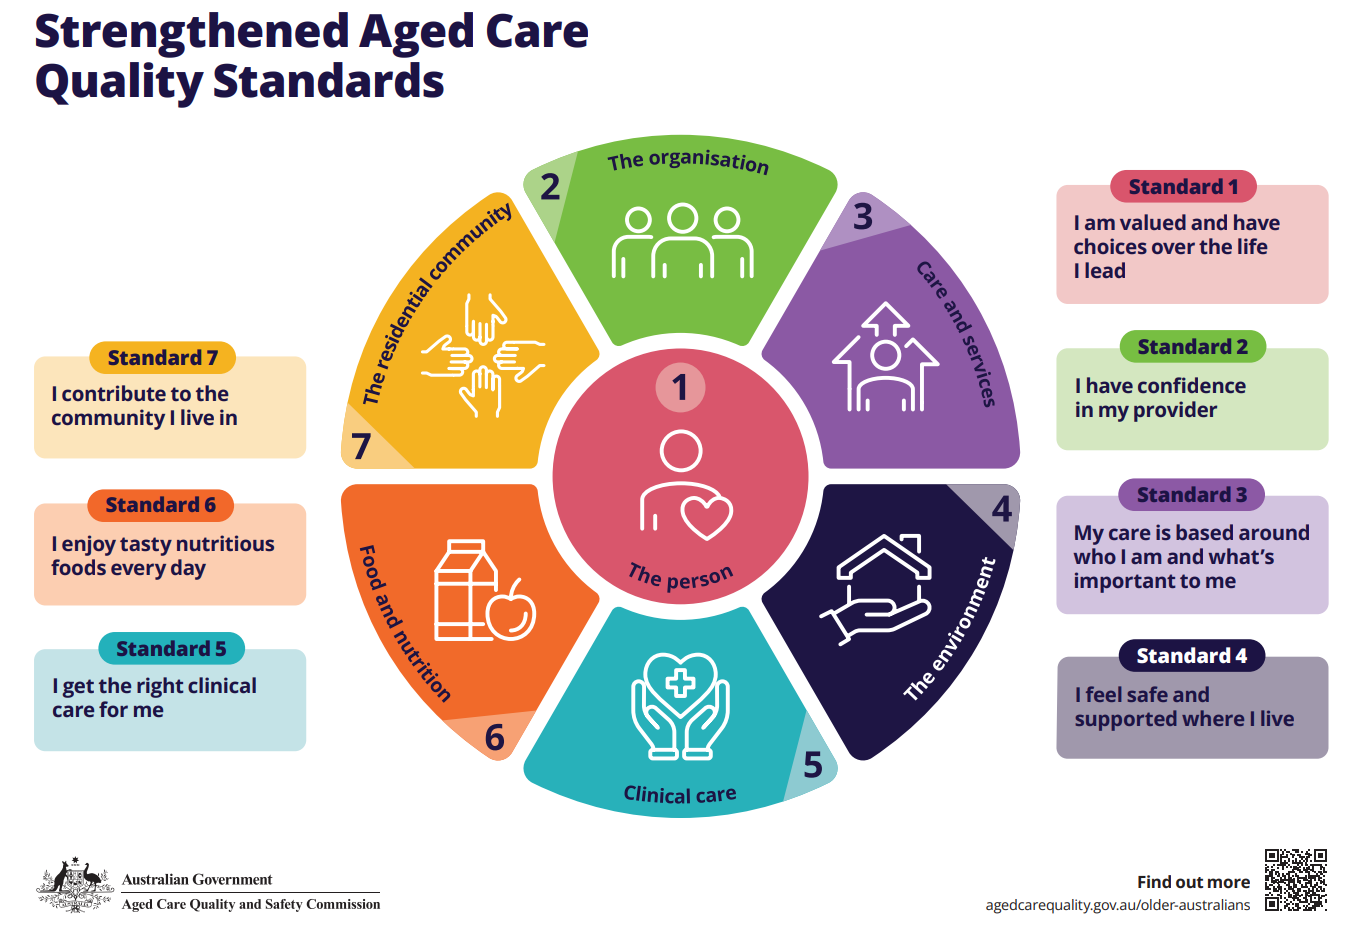 Strengthened Aged Care
Quality Standards
2
The organisation
3
Care and services
4
The environment
5
Clinical care
6
Food and nutrition
7
The residential community
1
The person
Standard 1
I am valued and have
choices over the life
I lead
Standard 2
I have confidence
in my provider
Standard 3
My care is based around
who I am and what's
important to me
Standard 4
I feel safe and
supported where I live
Standard 7
I contribute to the
community I live in
Standard 6
I enjoy tasty nutritious
foods every day
Standard 5
I get the right clinical
care for me
Australian Government
Aged Care Quality and Safety Commission
Find out more
agedcarequality.gov.au/older-australians